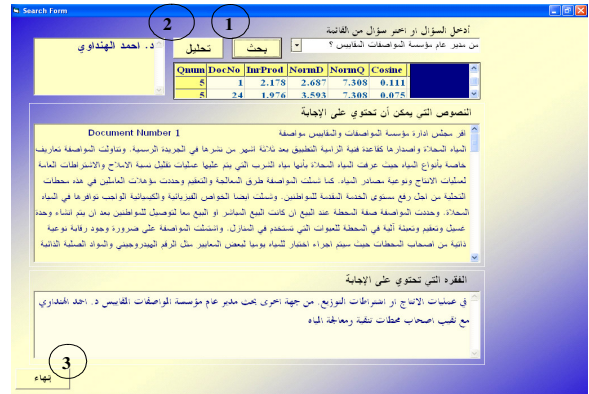 Search Form
2
1
أدخل السؤال او اختر سؤال من القائمة
من مدير عام مؤسسة المواصفات المقاييس ؟
بحث
تحليل
د. احمد الهنداوي
Qnum DocNo InrProd NormD NormQ Cosine
5 1 2.178 2.687 7.308 0.111
5 24 1.976 3.593 7.308 0.075
النصوص التي يمكن أن تحتوي على الإجابة
Document Number 1
اقر مجلس ادارة مؤسسة المواصفات والمقاييس مواصفة
المياه المحلاة واصدارها كقاعدة فنية الزامية التطبيق بعد ثلاثة اشهر من نشرها في الجريدة الرسمية. وتناولت المواصفة تعاريف
خاصة بأنواع المياه حيث عرفت المياه المحلاة بأنها مياه الشرب التي يتم عليها عمليات تقليل نسبة الاملاح والاشتراطات العامة
لعمليات الانتاج ونوعية مصادر المياه. كما شملت المواصفة طرق المعالجة والتعقيم وحددت مؤهلات العاملين في هذه محطات
التحلية من اجل رفع مستوى الخدمة المقدمة للمواطنين. وشملت ايضا الخواص الفيزيائية والكيميائية الواجب توافرها في المياه
المحلاة. وحددت المواصفة صفة المحطة عند البيع ان كانت البيع المباشر او البيع معا لتوصيل للمواطنين بعد ان يتم انشاء وحدة
غسيل وتعقيم وتعبئة آلية في المحطة للعبوات التي تستخدم في المنازل. واشتملت المواصفة على ضرورة وجود رقابة نوعية
ذاتية من اصحاب المحطات حيث سيتم اجراء اختبار للمياه يوميا لبعض المعايير مثل الرقم الهيدروجيني والمواد الصلبة الذائبة
الفقره التي تحتوي على الإجابة
في عمليات الانتاج او اشتراطات التوزيع. من جهة اخرى بحث مدير عام مؤسسة المواصفات المقاييس د. احمد الهنداوي
مع نقيب اصحاب محطات تنقية ومعالجة المياه
3
إنهاء